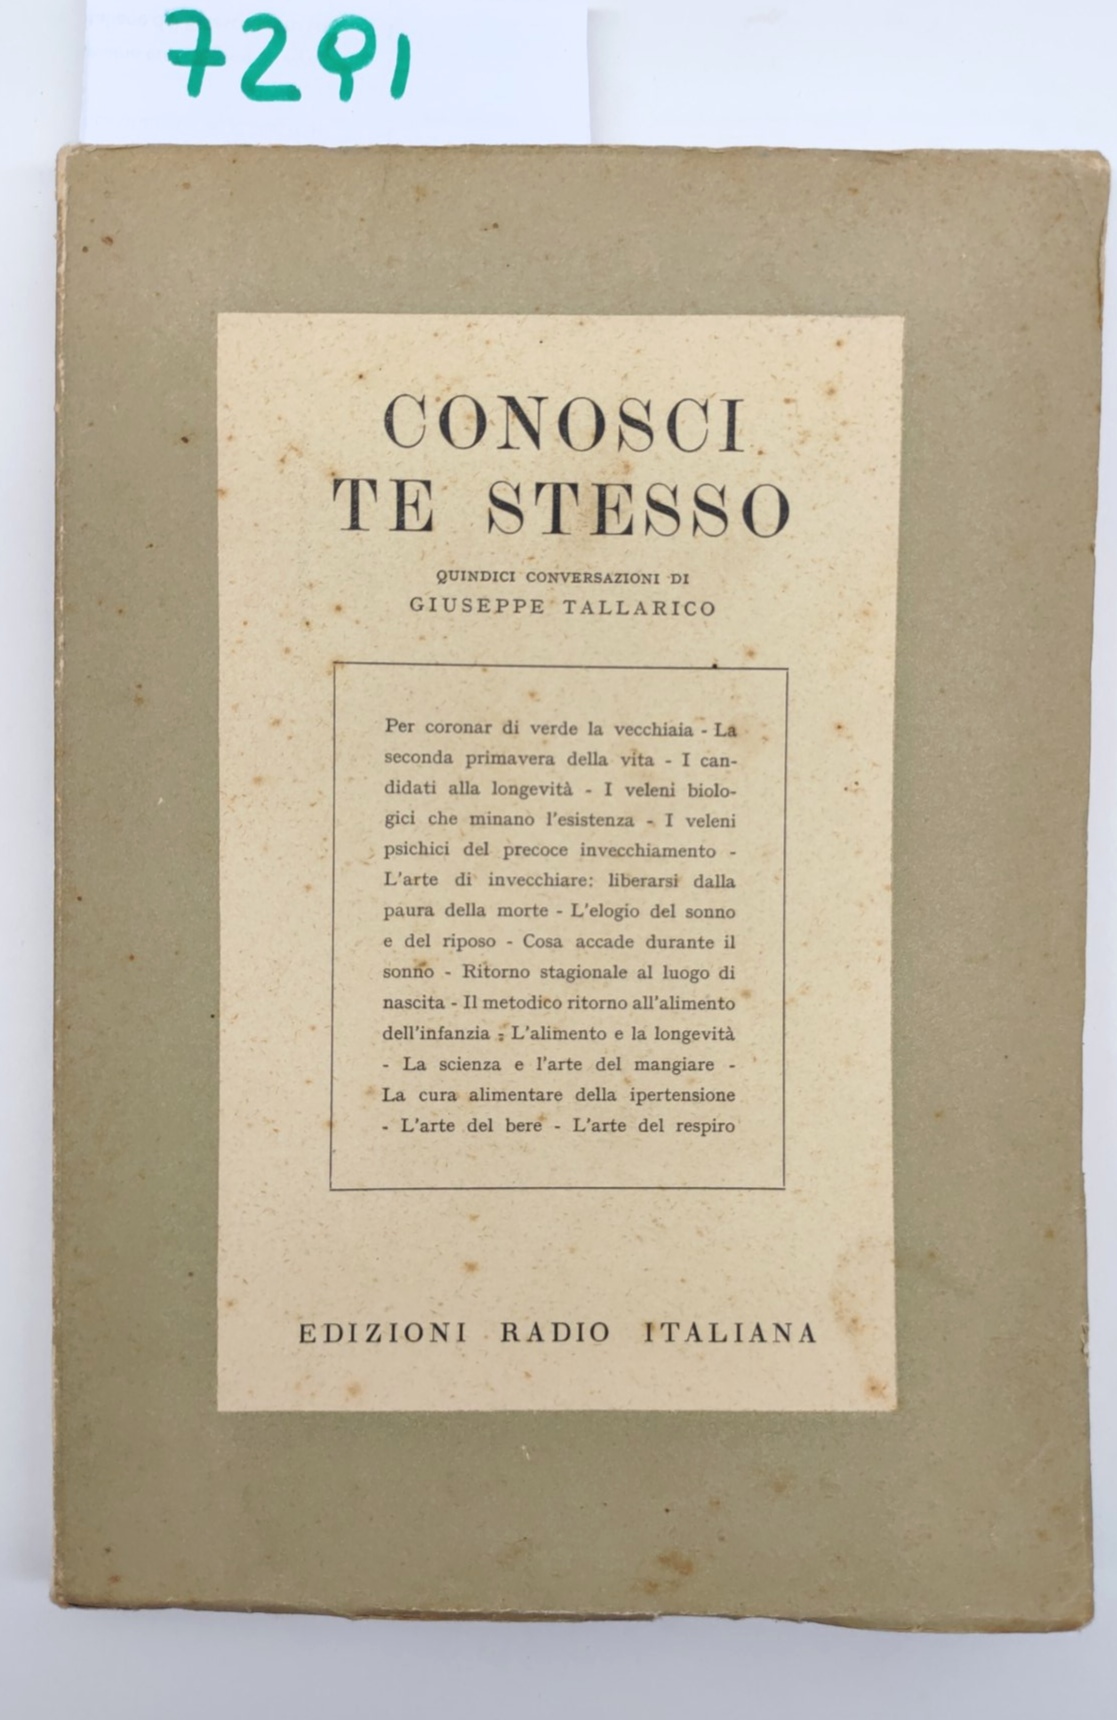 7291
CONOSCI
TE STESSO
QUINDICI CONVERSAZIONI DI
GIUSEPPE TALLARICO
Per coronar di verde la vecchiaia - La
seconda primavera della vita - I can-
didati alla longevità - I veleni biolo-
gici che minano l'esistenza - I veleni
psichici del precoce invecchiamento -
L'arte di invecchiare: liberarsi dalla
paura della morte - L'elogio del sonno
e del riposo - Cosa accade durante il
sonno - Ritorno stagionale al luogo di
nascita - Il metodico ritorno all'alimento
dell'infanzia - L'alimento e la longevità
- La scienza e l'arte del mangiare -
La cura alimentare della ipertensione
- L'arte del bere - L'arte del respiro
EDIZIONI RADIO ITALIANA